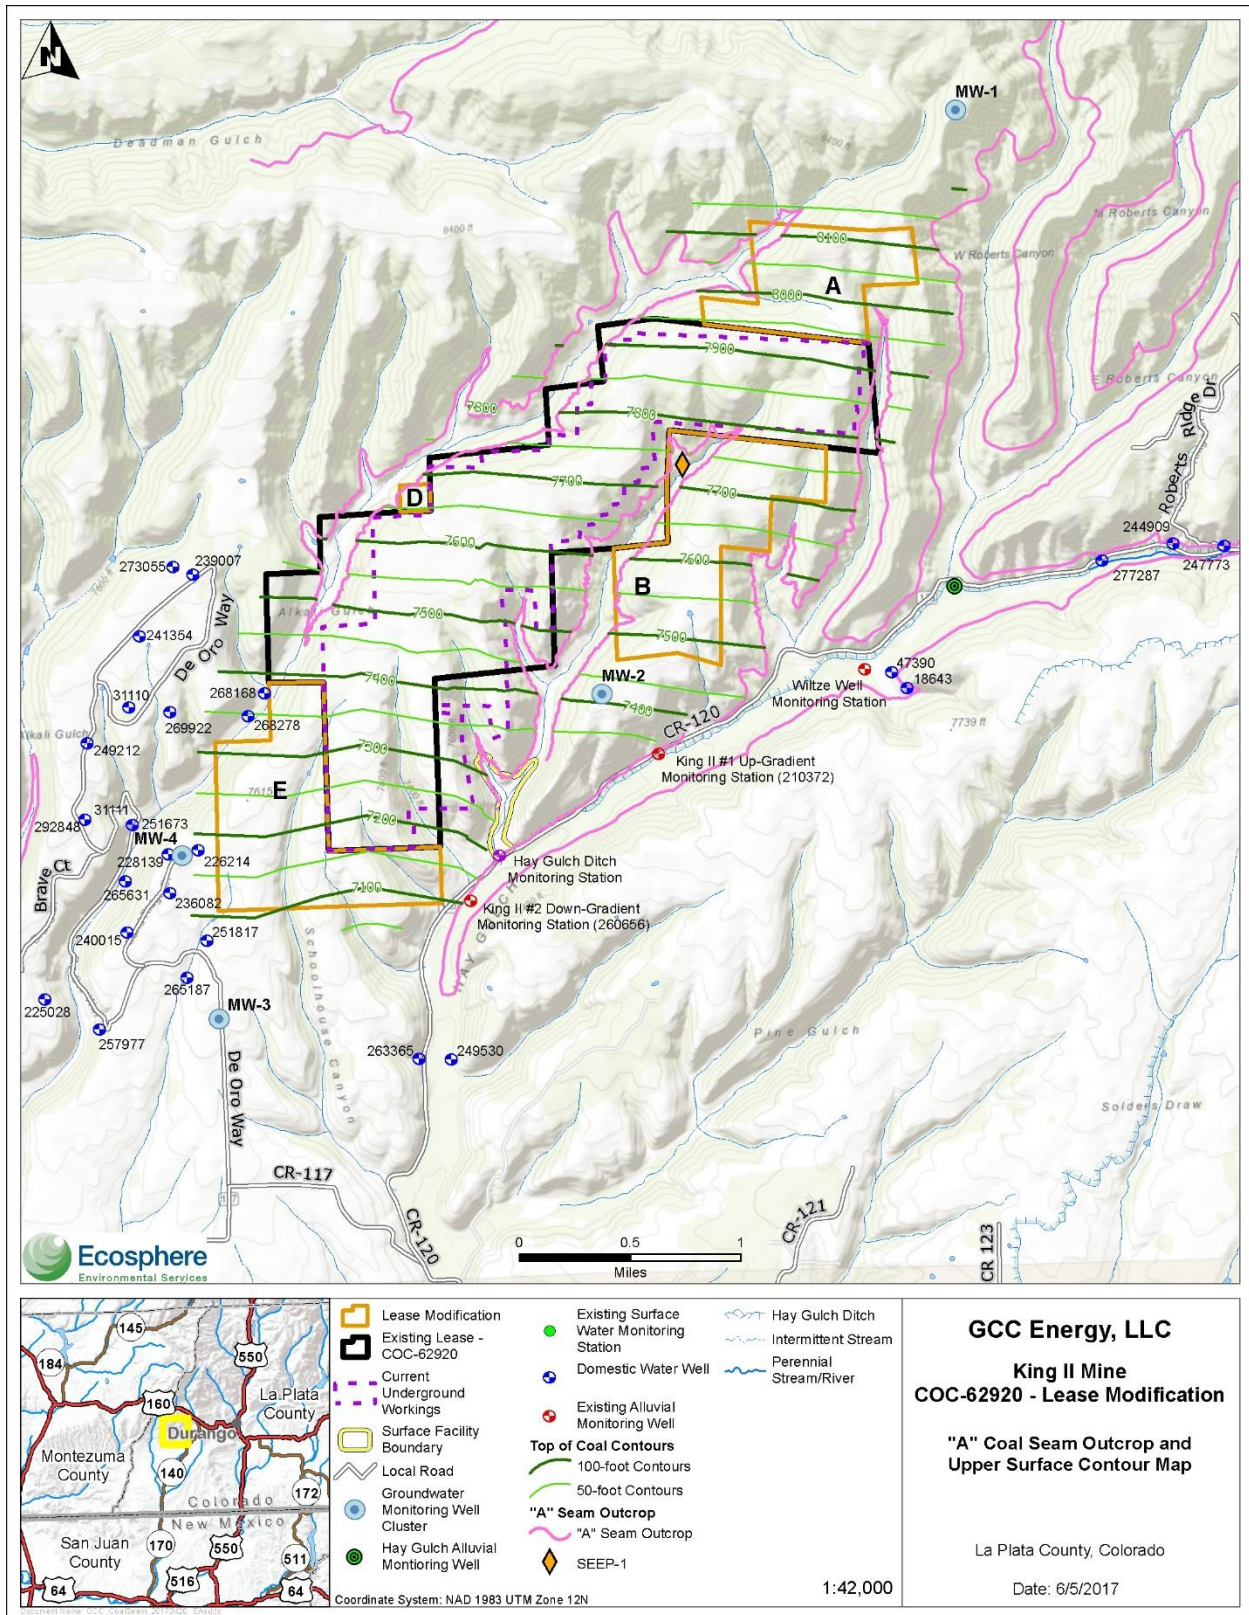 N
MW-1
Deadman Gulch
8400 ft
8400 ft
M Roberts Canyon
W Roberts Canyon
8100
A
8000
7900
E Roberts Canyon
Roberts Ridge Dr
7800
7800
D
7700
7700
7600
7600
244909
247773
277287
273055
239007
B
Alkali Gulch
7500
7500
241354
De Oro Way
7400
MW-2
7400
268168
47390
18643
Wiltze Well
Monitoring Station
31110
269922
268278
CR-120
7739 ft
Alkali Gulch
249212
7300
King II #1 Up-Gradient
Monitoring Station (210372)
E
31111
292848
251673
7200
MW-4
228139
226214
Hay Gulch Ditch
Monitoring Station
Brave Ct
265631
236082
7100
HAY GULCH
King II #2 Down-Gradient
Monitoring Station (260656)
240015
251817
265187
Schoolhouse Canyon
225028
MW-3
257977
Pine Gulch
263365
249530
De Oro Way
Solders Draw
CR-117
CR-120
CR-121
CR 123
Ecosphere
Environmental Services
0 0.5 1
Miles
145
184
550
La Plata
County
160
Durango
Montezuma
County
140
172
Colorado
New Mexico
San Juan
County
170
550
511
64
516
64
Lease Modification
Existing Lease -
COC-62920
Current
Underground
Workings
Surface Facility
Boundary
Local Road
Groundwater
Monitoring Well
Cluster
Hay Gulch Alluvial
Montioring Well
Existing Surface
Water Monitoring
Station
Domestic Water Well
Existing Alluvial
Monitoring Well
Top of Coal Contours
100-foot Contours
50-foot Contours
"A" Seam Outcrop
"A" Seam Outcrop
SEEP-1
Hay Gulch Ditch
Intermittent Stream
Perennial
Stream/River
Coordinate System: NAD 1983 UTM Zone 12N
1:42,000
GCC Energy, LLC
King II Mine
COC-62920 - Lease Modification
"A" Coal Seam Outcrop and
Upper Surface Contour Map
La Plata County, Colorado
Date: 6/5/2017